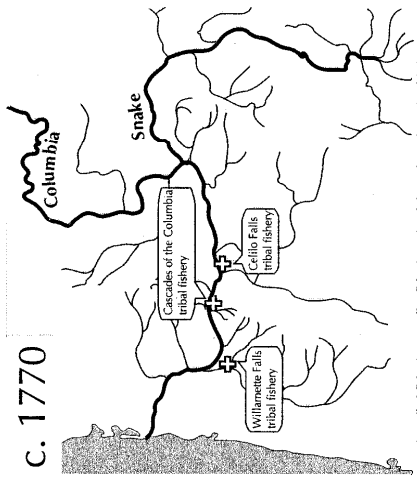 c. 1770
Columbia
Snake
Cascades of the Columbia
tribal fishery
Celilo Falls
tribal fishery
Willamette Falls
tribal fishery